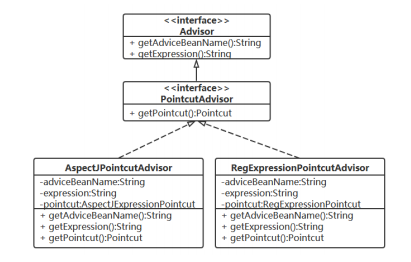 <<interface>>
Advisor
+ getAdviceBeanName():String
+ getExpression():String
<<interface>>
PointcutAdvisor
+ getPointcut():Pointcut
AspectJPointcutAdvisor
-adviceBeanName:String
-expression:String
-pointcut:AspectJExpressionPointcut
+ getAdviceBeanName():String
+ getExpression():String
+ getPointcut():Pointcut
RegExpressionPointcutAdvisor
-adviceBeanName:String
-expression:String
-pointcut:RegExpressionPointcut
+ getAdviceBeanName():String
+ getExpression():String
+ getPointcut():Pointcut